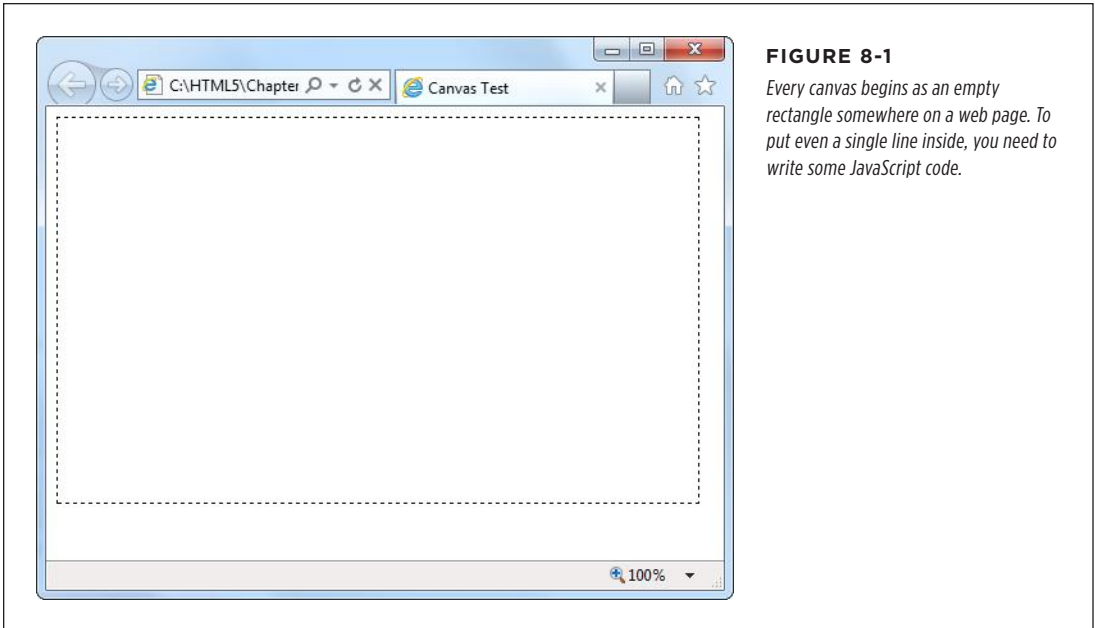 C:\HTML5\Chapter
Canvas Test
100%
FIGURE 8-1
Every canvas begins as an empty
rectangle somewhere on a web page. To
put even a single line inside, you need to
write some JavaScript code.